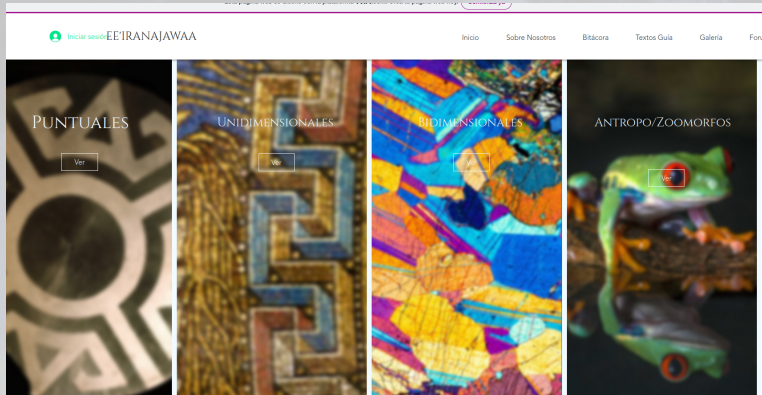 Iniciar sesión
EE'IRANAJAWAA
Inicio
Sobre Nosotros
Bitácora
Textos Guía
Galería
Puntuales
Unidimensionales
Bidimensionales
Antropo/Zoomorfos
Ver
Ver
Ver